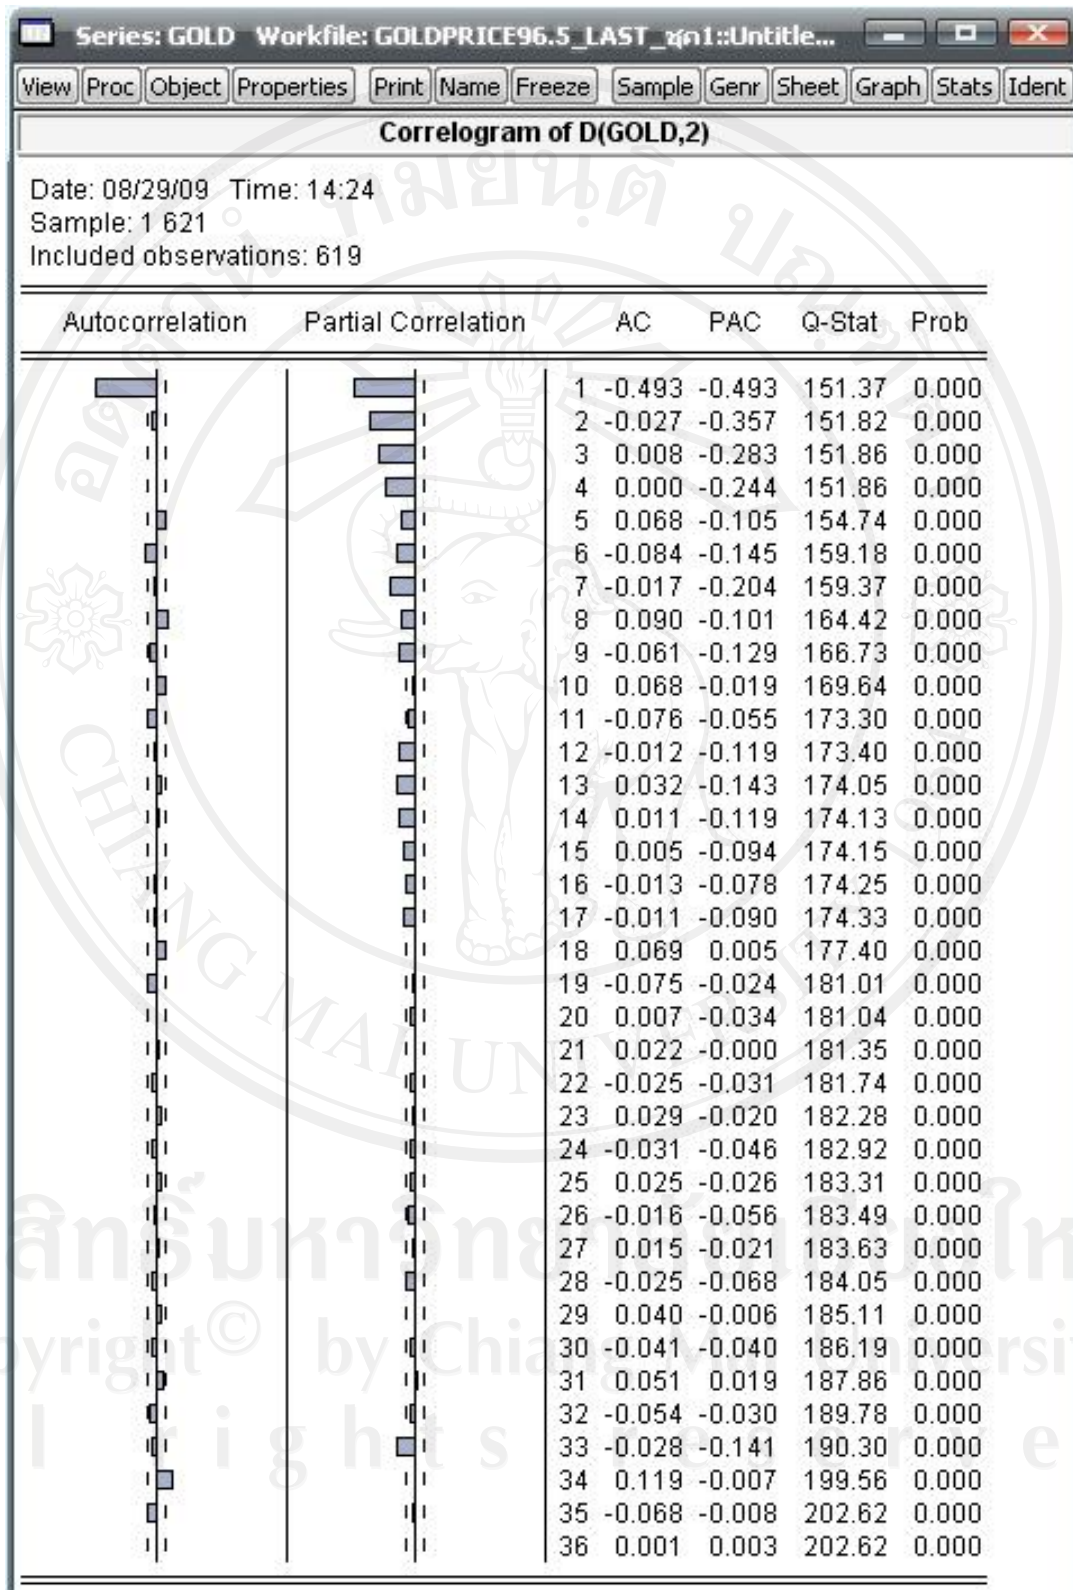 Series: GOLD Workfile: GOLDPRICE96.5_LAST_ชุด1::Untitle...
View Proc Object Properties Print Name Freeze Sample Genr Sheet Graph Stats Ident
Correlogram of D(GOLD,2)
Date: 08/29/09 Time: 14:24
Sample: 1 621
Included observations: 619
Autocorrelation Partial Correlation AC PAC Q-Stat Prob
1 -0.493 -0.493 151.37 0.000
2 -0.027 -0.357 151.82 0.000
3 0.008 -0.283 151.86 0.000
4 0.000 -0.244 151.86 0.000
5 0.068 -0.105 154.74 0.000
6 -0.084 -0.145 159.18 0.000
7 -0.017 -0.204 159.37 0.000
8 0.090 -0.101 164.42 0.000
9 -0.061 -0.129 166.73 0.000
10 0.068 -0.019 169.64 0.000
11 -0.076 -0.055 173.30 0.000
12 -0.012 -0.119 173.40 0.000
13 0.032 -0.143 174.05 0.000
14 0.011 -0.119 174.13 0.000
15 0.005 -0.094 174.15 0.000
16 -0.013 -0.078 174.25 0.000
17 -0.011 -0.090 174.33 0.000
18 0.069 0.005 177.40 0.000
19 -0.075 -0.024 181.01 0.000
20 0.007 -0.034 181.04 0.000
21 0.022 -0.000 181.35 0.000
22 -0.025 -0.031 181.74 0.000
23 0.029 -0.020 182.28 0.000
24 -0.031 -0.046 182.92 0.000
25 0.025 -0.026 183.31 0.000
26 -0.016 -0.056 183.49 0.000
27 0.015 -0.021 183.63 0.000
28 -0.025 -0.068 184.05 0.000
29 0.040 -0.006 185.11 0.000
30 -0.041 -0.040 186.19 0.000
31 0.051 0.019 187.86 0.000
32 -0.054 -0.030 189.78 0.000
33 -0.028 -0.141 190.30 0.000
34 0.119 -0.007 199.56 0.000
35 -0.068 -0.008 202.62 0.000
36 0.001 0.003 202.62 0.000
CHIANG MAI UNIVERSITY 1964
yright© by Chiang Mai Universi
l rights reserve